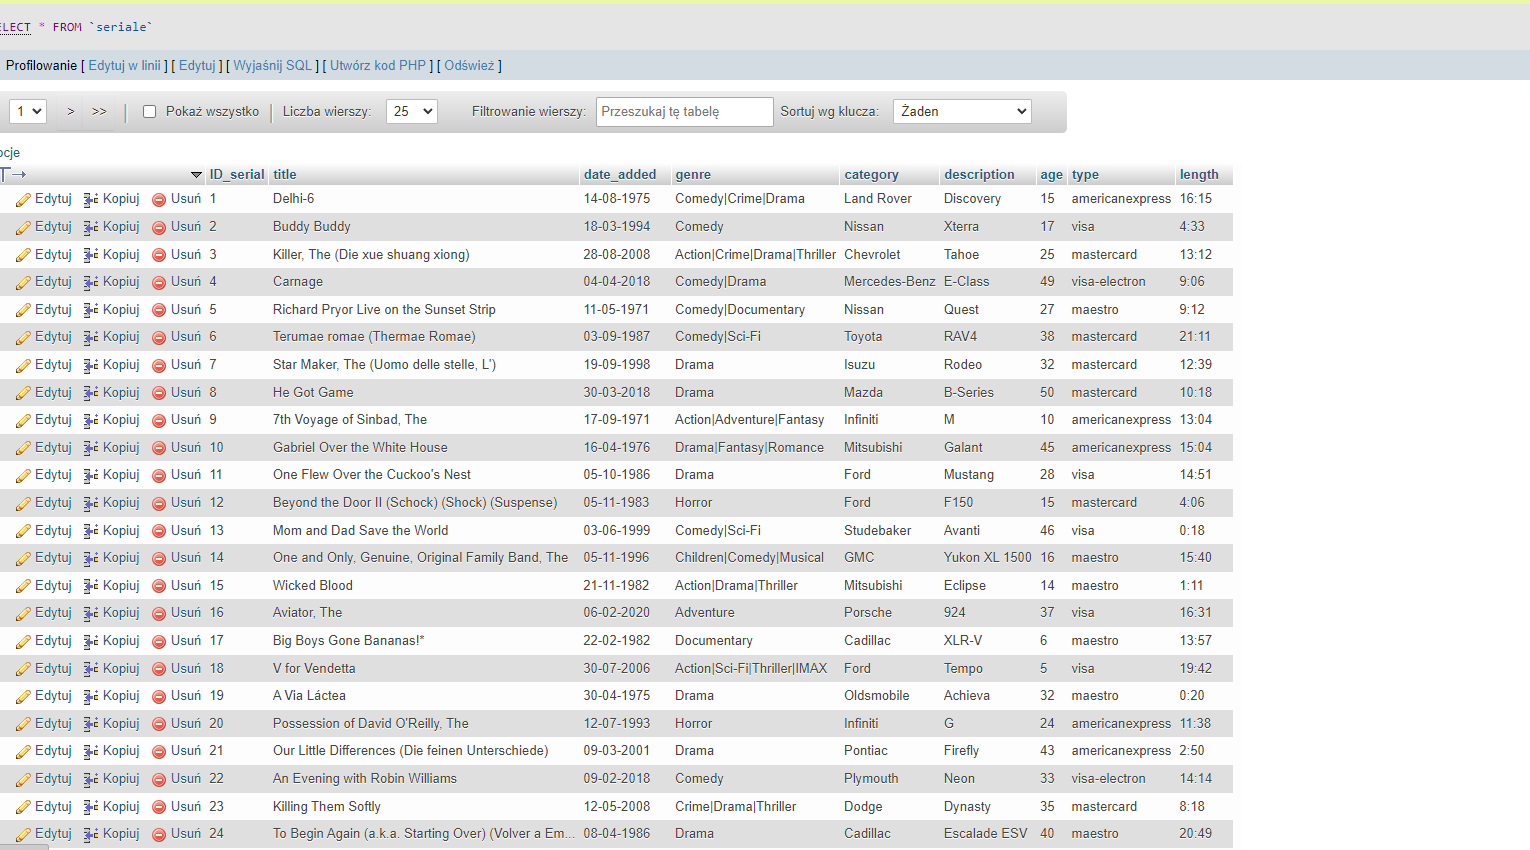 ELECT * FROM `seriale`
Profilowanie [ Edytuj w linii ] [ Edytuj ] [ Wyjaśnij SQL ] [ Utwórz kod PHP ] [ Odśwież ]
1 > >> | Pokaż wszystko | Liczba wierszy: 25 Filtrowanie wierszy: Przeszukaj tę tabelę Sortuj wg klucza: Żaden
pcje
ID_serial title date_added genre category description age type length
Edytuj Kopiuj Usuń 1 Delhi-6 14-08-1975 Comedy|Crime|Drama Land Rover Discovery 15 americanexpress 16:15
Edytuj Kopiuj Usuń 2 Buddy Buddy 18-03-1994 Comedy Nissan Xterra 17 visa 4:33
Edytuj Kopiuj Usuń 3 Killer, The (Die xue shuang xiong) 28-08-2008 Action|Crime|Drama|Thriller Chevrolet Tahoe 25 mastercard 13:12
Edytuj Kopiuj Usuń 4 Carnage 04-04-2018 Comedy|Drama Mercedes-Benz E-Class 49 visa-electron 9:06
Edytuj Kopiuj Usuń 5 Richard Pryor Live on the Sunset Strip 11-05-1971 Comedy|Documentary Nissan Quest 27 maestro 9:12
Edytuj Kopiuj Usuń 6 Terumae romae (Thermae Romae) 03-09-1987 Comedy|Sci-Fi Toyota RAV4 38 mastercard 21:11
Edytuj Kopiuj Usuń 7 Star Maker, The (Uomo delle stelle, L') 19-09-1998 Drama Isuzu Rodeo 32 mastercard 12:39
Edytuj Kopiuj Usuń 8 He Got Game 30-03-2018 Drama Mazda B-Series 50 mastercard 10:18
Edytuj Kopiuj Usuń 9 7th Voyage of Sinbad, The 17-09-1971 Action|Adventure|Fantasy Infiniti M 10 americanexpress 13:04
Edytuj Kopiuj Usuń 10 Gabriel Over the White House 16-04-1976 Drama|Fantasy|Romance Mitsubishi Galant 45 americanexpress 15:04
Edytuj Kopiuj Usuń 11 One Flew Over the Cuckoo's Nest 05-10-1986 Drama Ford Mustang 28 visa 14:51
Edytuj Kopiuj Usuń 12 Beyond the Door II (Schock) (Shock) (Suspense) 05-11-1983 Horror Ford F150 15 mastercard 4:06
Edytuj Kopiuj Usuń 13 Mom and Dad Save the World 03-06-1999 Comedy|Sci-Fi Studebaker Avanti 46 visa 0:18
Edytuj Kopiuj Usuń 14 One and Only, Genuine, Original Family Band, The 05-11-1996 Children|Comedy|Musical GMC Yukon XL 1500 16 maestro 15:40
Edytuj Kopiuj Usuń 15 Wicked Blood 21-11-1982 Action|Drama|Thriller Mitsubishi Eclipse 14 maestro 1:11
Edytuj Kopiuj Usuń 16 Aviator, The 06-02-2020 Adventure Porsche 924 37 visa 16:31
Edytuj Kopiuj Usuń 17 Big Boys Gone Bananas!* 22-02-1982 Documentary Cadillac XLR-V 6 maestro 13:57
Edytuj Kopiuj Usuń 18 V for Vendetta 30-07-2006 Action|Sci-Fi|Thriller|IMAX Ford Tempo 5 visa 19:42
Edytuj Kopiuj Usuń 19 A Via Láctea 30-04-1975 Drama Oldsmobile Achieva 32 maestro 0:20
Edytuj Kopiuj Usuń 20 Possession of David O'Reilly, The 12-07-1993 Horror Infiniti G 24 americanexpress 11:38
Edytuj Kopiuj Usuń 21 Our Little Differences (Die feinen Unterschiede) 09-03-2001 Drama Pontiac Firefly 43 americanexpress 2:50
Edytuj Kopiuj Usuń 22 An Evening with Robin Williams 09-02-2018 Comedy Plymouth Neon 33 visa-electron 14:14
Edytuj Kopiuj Usuń 23 Killing Them Softly 12-05-2008 Crime|Drama|Thriller Dodge Dynasty 35 mastercard 8:18
Edytuj Kopiuj Usuń 24 To Begin Again (a.k.a. Starting Over) (Volver a Em... 08-04-1986 Drama Cadillac Escalade ESV 40 maestro 20:49